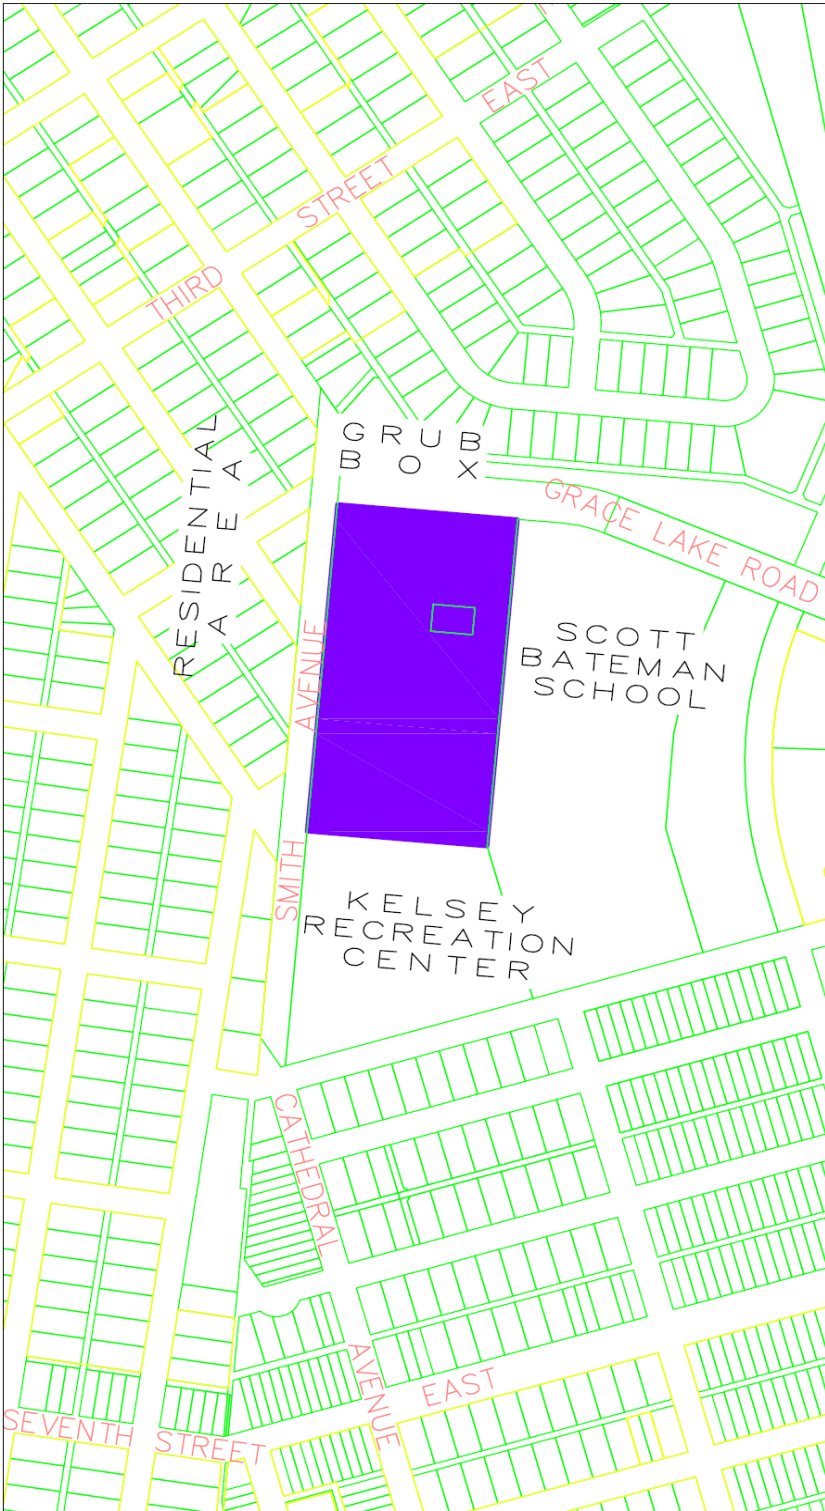 EAST
STREET
THIRD
RESIDENTIAL
AREA
GRUB
BOX
GRACE LAKE ROAD
SCOTT
BATEMAN
SCHOOL
AVENUE
SMITH
KELSEY
RECREATION
CENTER
CATHEDRAL
AVENUE
EAST
SEVENTH STREET